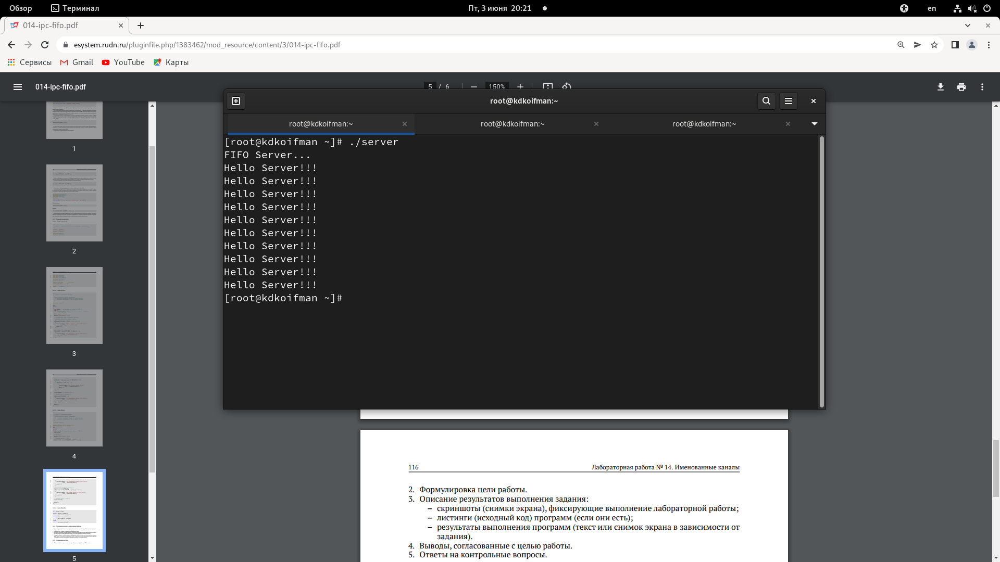 Обзор
Терминал
Пт, 3 июня 20:21
en
014-ipc-fifo.pdf
esystem.rudn.ru/pluginfile.php/1383462/mod_resource/content/3/014-ipc-fifo.pdf
Сервисы
Gmail
YouTube
Карты
014-ipc-fifo.pdf
5 / 6
150%
root@kdkoifman:~
root@kdkoifman:~
root@kdkoifman:~
root@kdkoifman:~
[root@kdkoifman ~]# ./server
FIFO Server...
Hello Server!!!
Hello Server!!!
Hello Server!!!
Hello Server!!!
Hello Server!!!
Hello Server!!!
Hello Server!!!
Hello Server!!!
Hello Server!!!
Hello Server!!!
[root@kdkoifman ~]#
1
2
3
4
5
116 Лабораторная работа № 14. Именованные каналы
2. Формулировка цели работы.
3. Описание результатов выполнения задания:
– скриншоты (снимки экрана), фиксирующие выполнение лабораторной работы;
– листинги (исходный код) программ (если они есть);
– результаты выполнения программ (текст или снимок экрана в зависимости от
задания).
4. Выводы, согласованные с целью работы.
5. Ответы на контрольные вопросы.